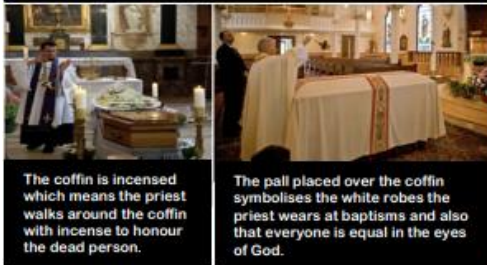 The coffin is incensed
which means the priest
walks around the coffin
with incense to honour
the dead person.
The pall placed over the coffin
symbolises the white robes the
priest wears at baptisms and also
that everyone is equal in the eyes
of God.